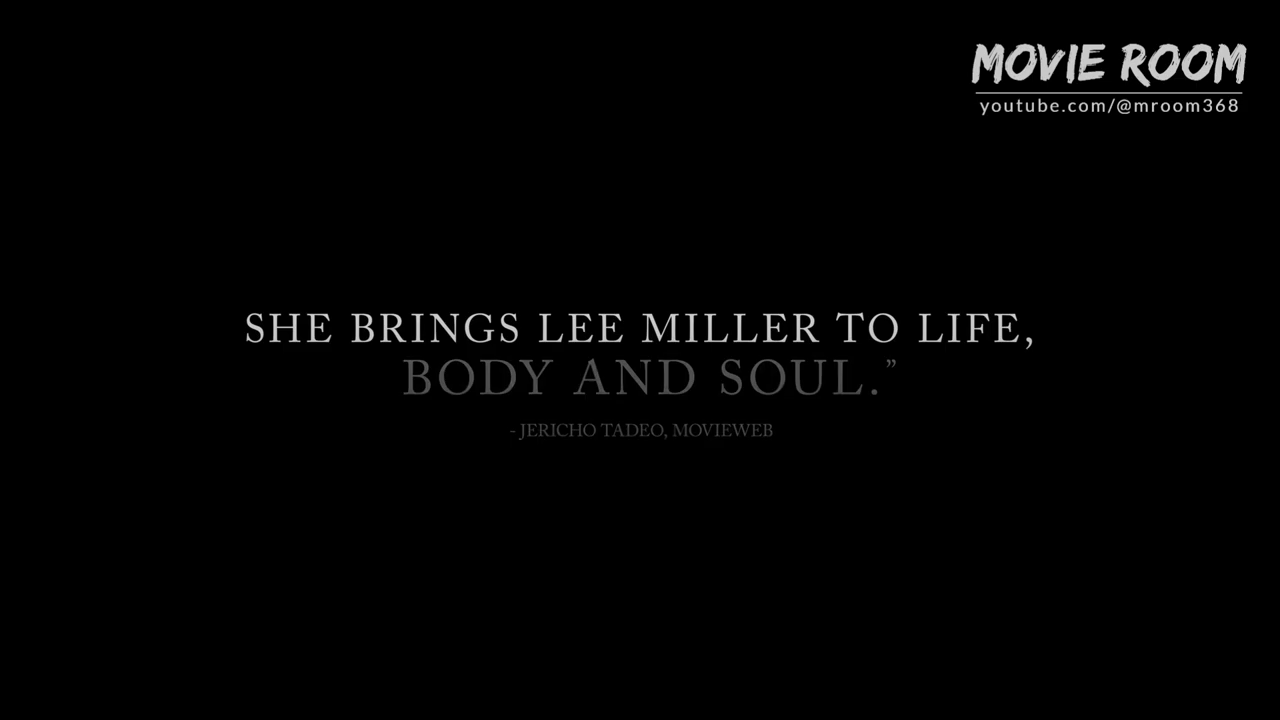 MOVIE ROOM
youtube.com/@mroom368
SHE BRINGS LEE MILLER TO LIFE,
BODY AND SOUL.”
- JERICHO TADEO, MOVIEWEB